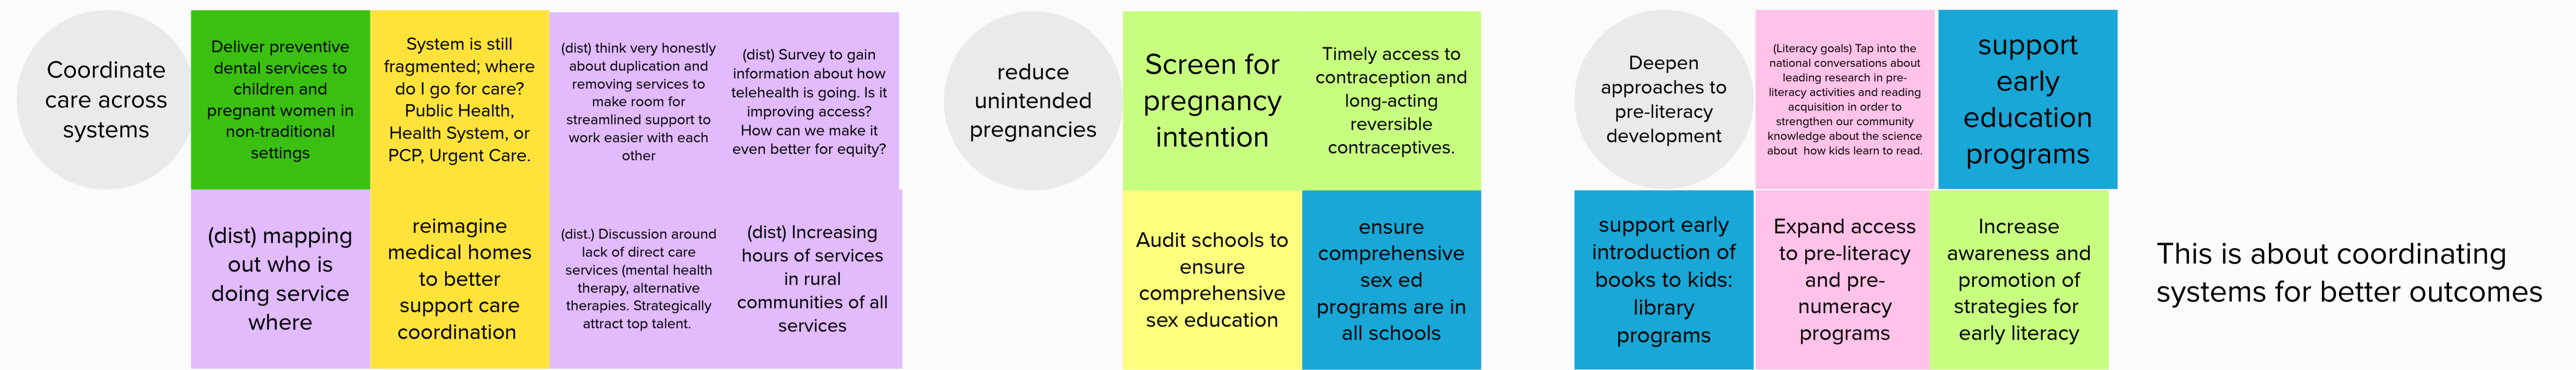 Coordinate
care across
systems
Deliver preventive
dental services to
children and
pregnant women in
non-traditional
settings
System is still
fragmented; where
do I go for care?
Public Health,
Health System, or
PCP, Urgent Care.
(dist) think very honestly
about duplication and
removing services to
make room for
streamlined support to
work easier with each
other
(dist) Survey to gain
information about how
telehealth is going. Is it
improving access?
How can we make it
even better for equity?
(dist) mapping
out who is
doing service
where
reimagine
medical homes
to better
support care
coordination
(dist.) Discussion around
lack of direct care
services (mental health
therapy, alternative
therapies. Strategically
attract top talent.
(dist) Increasing
hours of services
in rural
communities of all
services
reduce
unintended
pregnancies
Screen for
pregnancy
intention
Timely access to
contraception and
long-acting
reversible
contraceptives.
Audit schools to
ensure
comprehensive
sex education
ensure
comprehensive
sex ed
programs are in
all schools
Deepen
approaches to
pre-literacy
development
(Literacy goals) Tap into the
national conversations about
leading research in pre-
literacy activities and reading
acquisition in order to
strengthen our community
knowledge about the science
about how kids learn to read.
support
early
education
programs
support early
introduction of
books to kids:
library
programs
Expand access
to pre-literacy
and pre-
numeracy
programs
Increase
awareness and
promotion of
strategies for
early literacy
This is about coordinating
systems for better outcomes